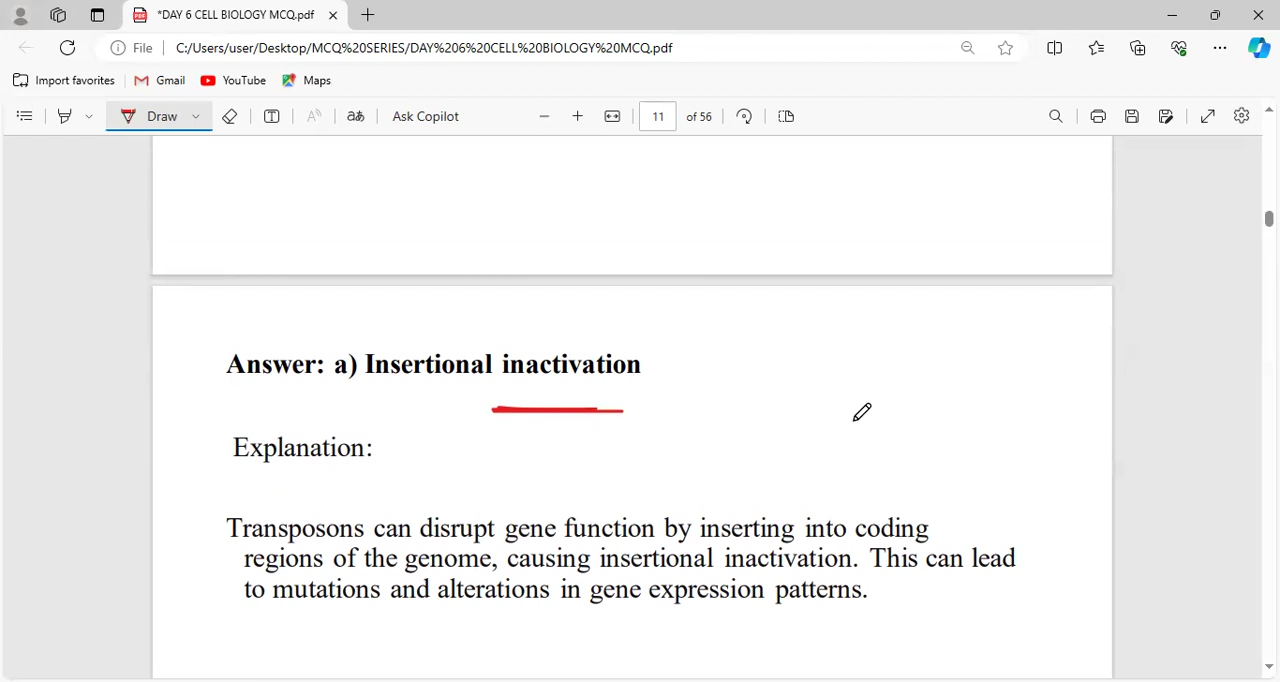 *DAY 6 CELL BIOLOGY MCQ.pdf
File C:/Users/user/Desktop/MCQ%20SERIES/DAY%206%20CELL%20BIOLOGY%20MCQ.pdf
Import favorites Gmail YouTube Maps
Draw aあ Ask Copilot 11 of 56
Answer: a) Insertional inactivation
Explanation:
Transposons can disrupt gene function by inserting into coding
regions of the genome, causing insertional inactivation. This can lead
to mutations and alterations in gene expression patterns.